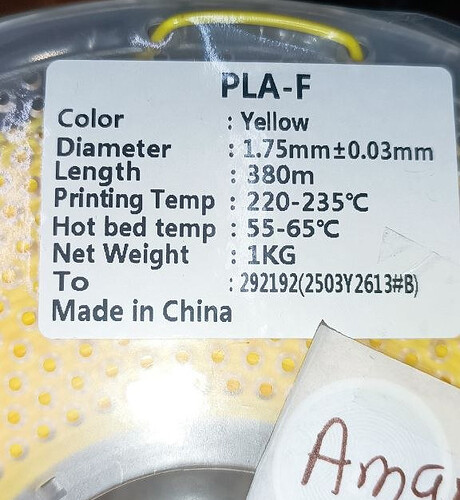 PLA-F
Color : Yellow
Diameter : 1.75mm±0.03mm
Length : 380m
Printing Temp : 220-235℃
Hot bed temp : 55-65℃
Net Weight : 1KG
To : 292192(2503Y2613#B)
Made in China